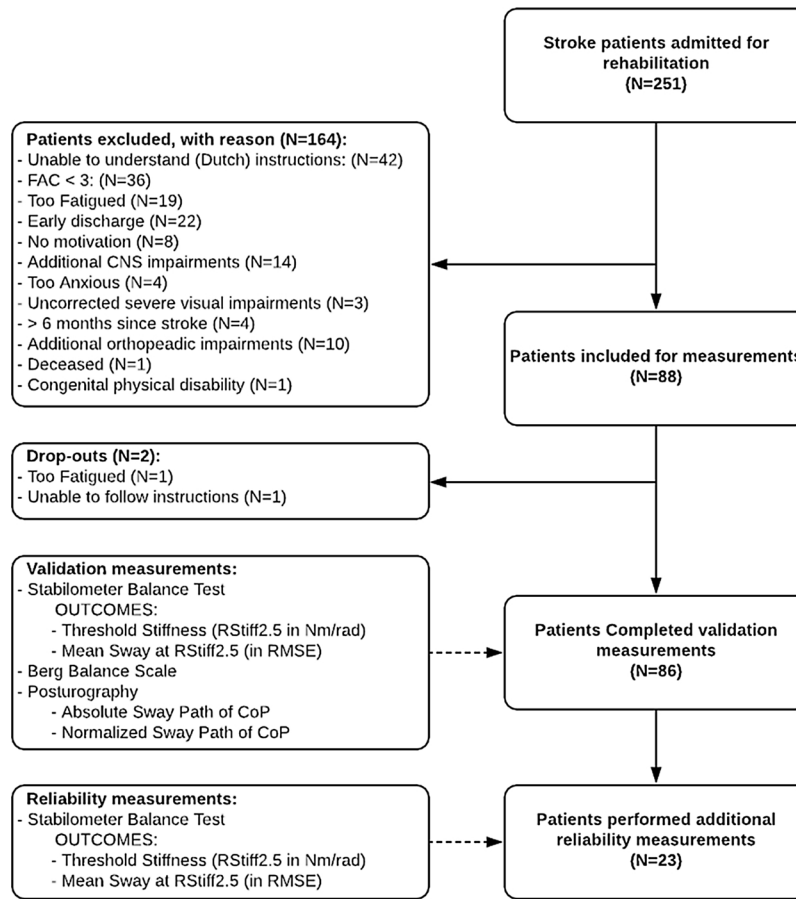 Stroke patients admitted for
rehabilitation
(N=251)
Patients excluded, with reason (N=164):
- Unable to understand (Dutch) instructions: (N=42)
- FAC < 3: (N=36)
- Too Fatigued (N=19)
- Early discharge (N=22)
- No motivation (N=8)
- Additional CNS impairments (N=14)
- Too Anxious (N=4)
- Uncorrected severe visual impairments (N=3)
- > 6 months since stroke (N=4)
- Additional orthopeadic impairments (N=10)
- Deceased (N=1)
- Congenital physical disability (N=1)
Patients included for measurements
(N=88)
Drop-outs (N=2):
- Too Fatigued (N=1)
- Unable to follow instructions (N=1)
Validation measurements:
- Stabilometer Balance Test
OUTCOMES:
- Threshold Stiffness (RStiff2.5 in Nm/rad)
- Mean Sway at RStiff2.5 (in RMSE)
- Berg Balance Scale
- Posturography
- Absolute Sway Path of CoP
- Normalized Sway Path of CoP
Patients Completed validation
measurements
(N=86)
Reliability measurements:
- Stabilometer Balance Test
OUTCOMES:
- Threshold Stiffness (RStiff2.5 in Nm/rad)
- Mean Sway at RStiff2.5 (in RMSE)
Patients performed additional
reliability measurements
(N=23)